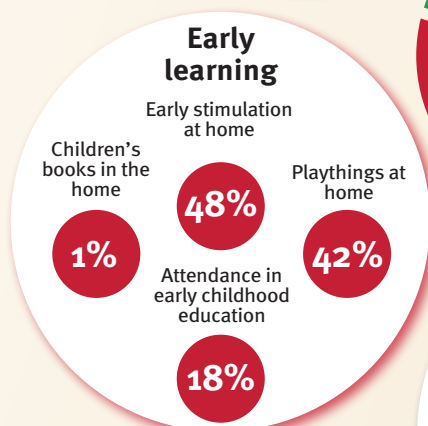 Early
learning
Early stimulation
at home
48%
Children’s
books in the
home
1%
Playthings at
home
42%
Attendance in
early childhood
education
18%